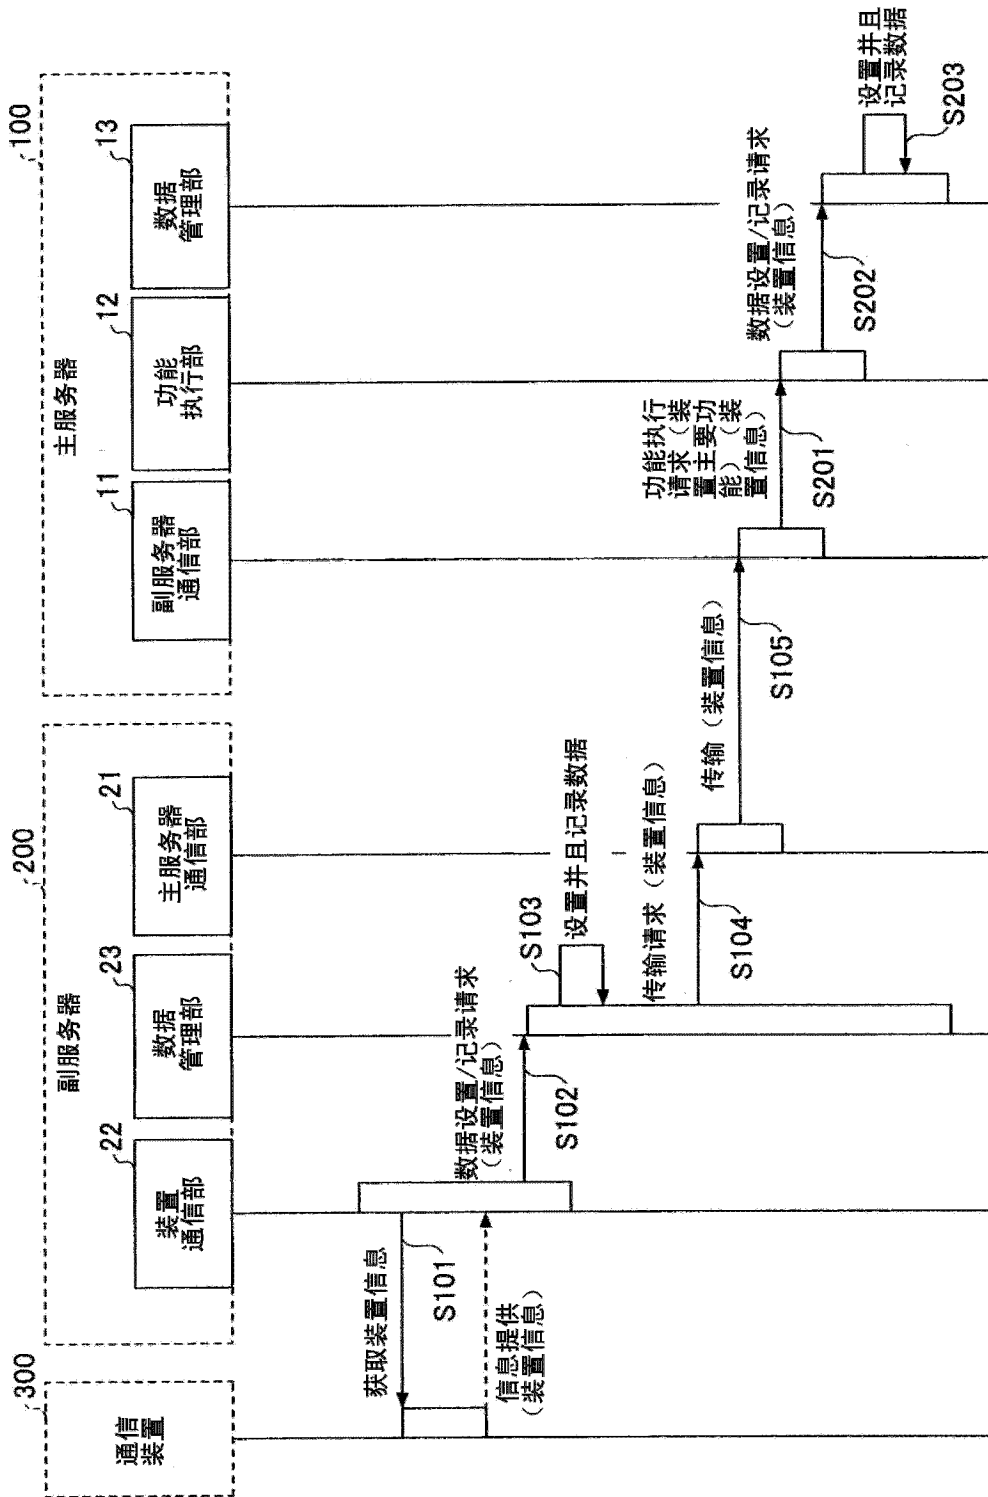 300
通信
装置
200
副服务器
22
装置
通信部
23
数据
管理部
21
主服务器
通信部
100
主服务器
11
副服务器
通信部
12
功能
执行部
13
数据
管理部
获取装置信息
S101
信息提供
（装置信息）
数据设置/记录请求
（装置信息）
S102
S103
设置并且记录数据
传输请求（装置信息）
S104
传输（装置信息）
S105
功能执行
请求（装
置主要功
能）（装
置信息）
S201
数据设置/记录请求
（装置信息）
S202
设置并且
记录数据
S203